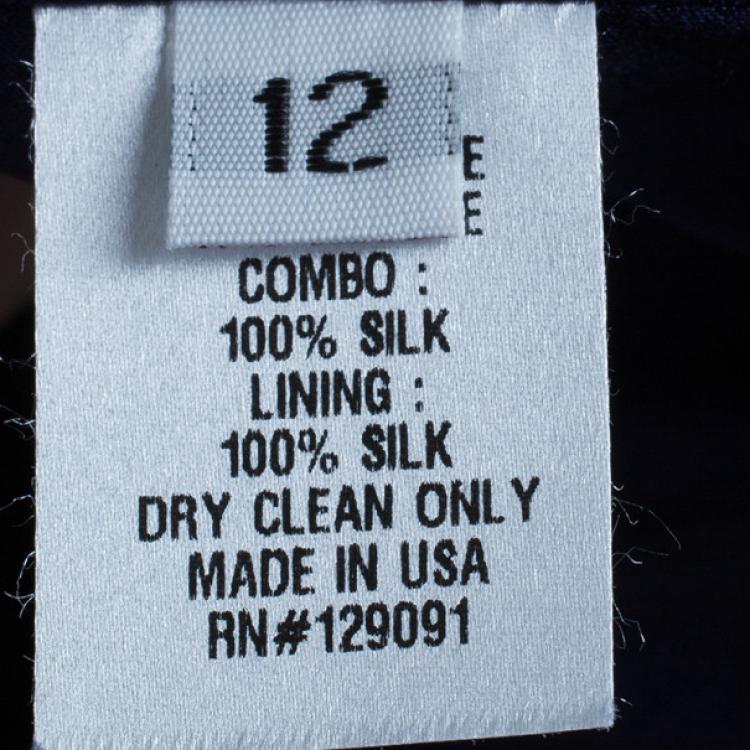 12
E
E
COMBO :
100% SILK
LINING :
100% SILK
DRY CLEAN ONLY
MADE IN USA
RN#129091